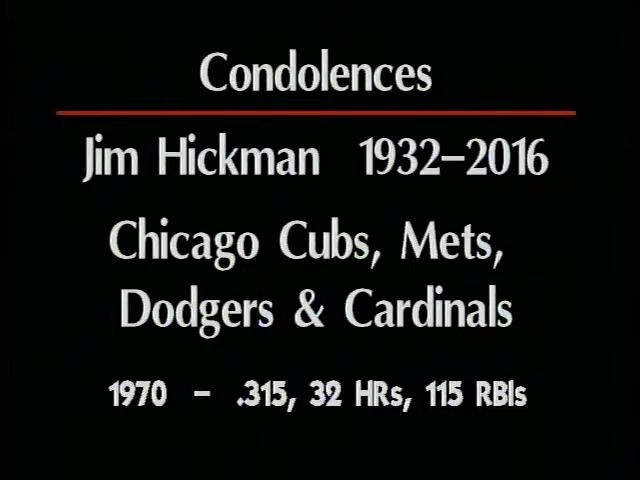 Condolences
Jim Hickman 1932–2016
Chicago Cubs, Mets,
Dodgers & Cardinals
1970 – .315, 32 HRs, 115 RBIs